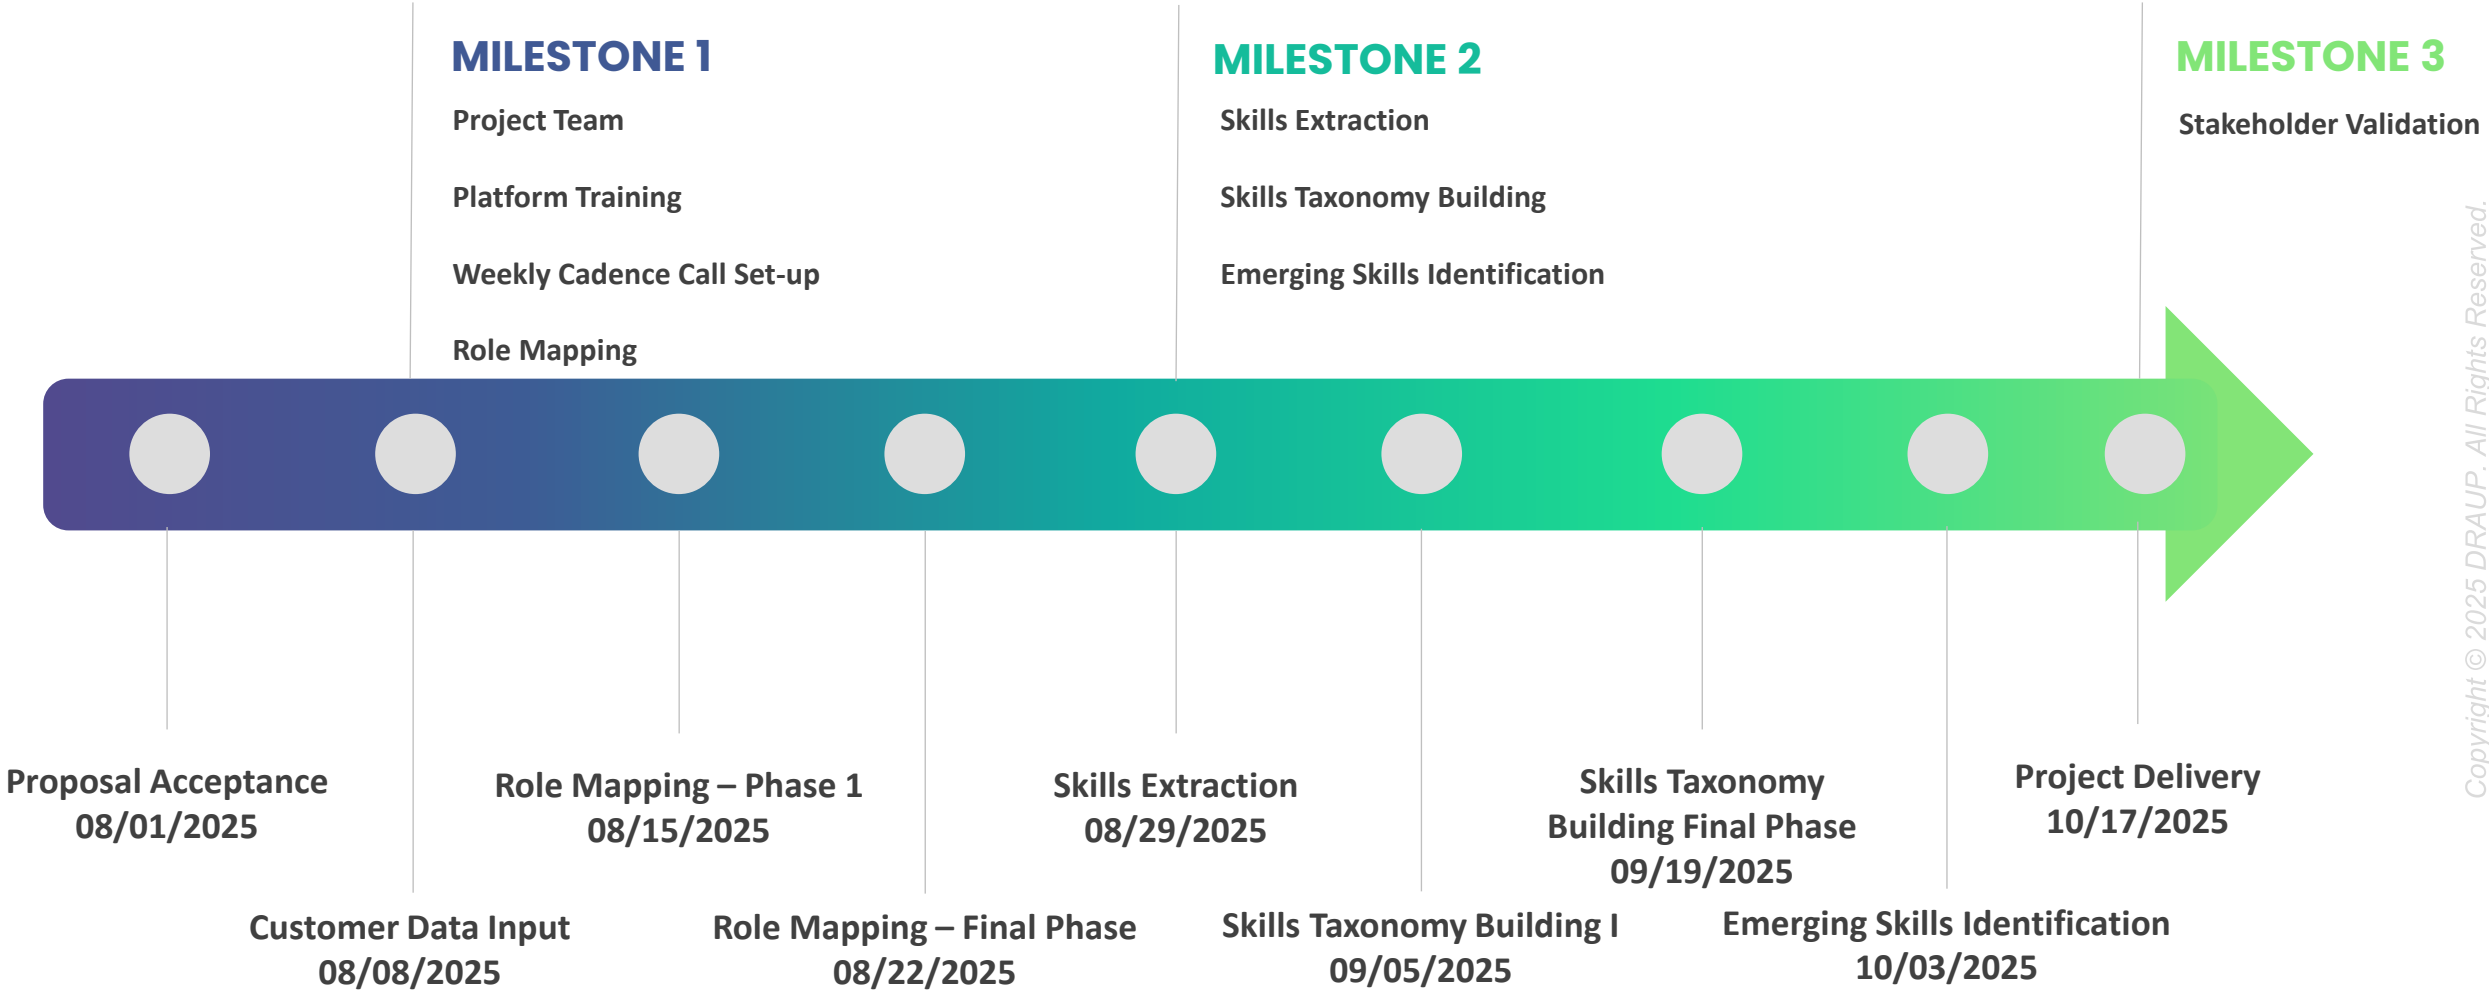 MILESTONE 1
Project Team
Platform Training
Weekly Cadence Call Set-up
Role Mapping
MILESTONE 2
Skills Extraction
Skills Taxonomy Building
Emerging Skills Identification
MILESTONE 3
Stakeholder Validation
Proposal Acceptance
08/01/2025
Customer Data Input
08/08/2025
Role Mapping – Phase 1
08/15/2025
Role Mapping – Final Phase
08/22/2025
Skills Extraction
08/29/2025
Skills Taxonomy Building I
09/05/2025
Skills Taxonomy
Building Final Phase
09/19/2025
Emerging Skills Identification
10/03/2025
Project Delivery
10/17/2025
Copyright © 2025 DRAUP. All Rights Reserved.